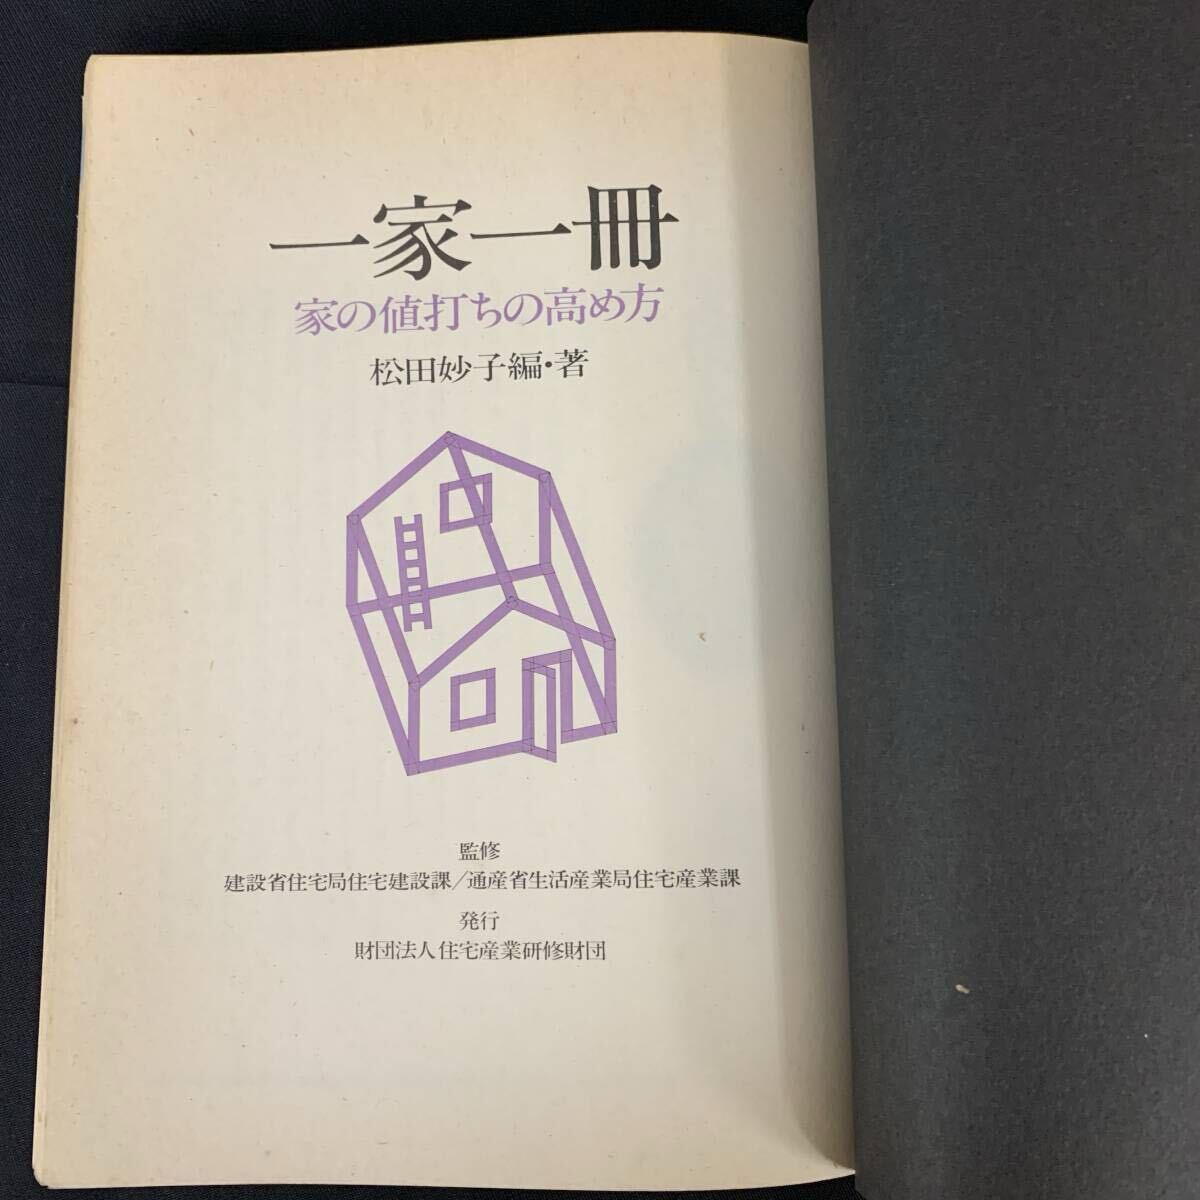 一家一冊
家の値打ちの高め方
松田妙子編・著
監修
建設省住宅局住宅建設課/通産省生活産業局住宅産業課
発行
財団法人住宅産業研修財団